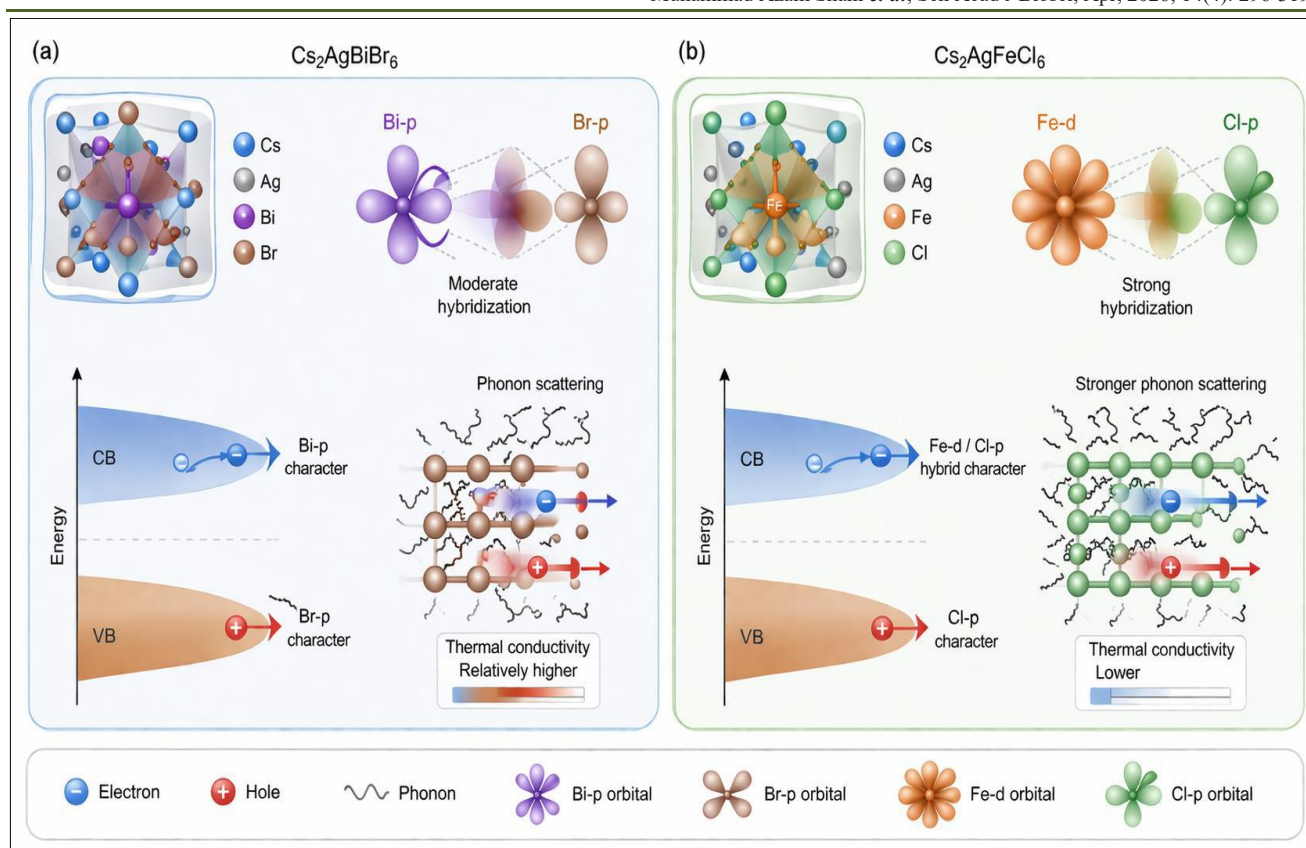 (a)
Cs₂AgBiBr₆
Cs
Ag
Bi
Br
Bi-p
Br-p
Moderate
hybridization
Energy
CB
VB
Bi-p
character
Br-p
character
Phonon scattering
Thermal conductivity
Relatively higher
(b)
Cs₂AgFeCl₆
Fe
Cs
Ag
Fe
Cl
Fe-d
Cl-p
Strong
hybridization
Energy
CB
VB
Fe-d / Cl-p
hybrid character
Cl-p
character
Stronger phonon scattering
Thermal conductivity
Lower
Electron
Hole
Phonon
Bi-p orbital
Br-p orbital
Fe-d orbital
Cl-p orbital